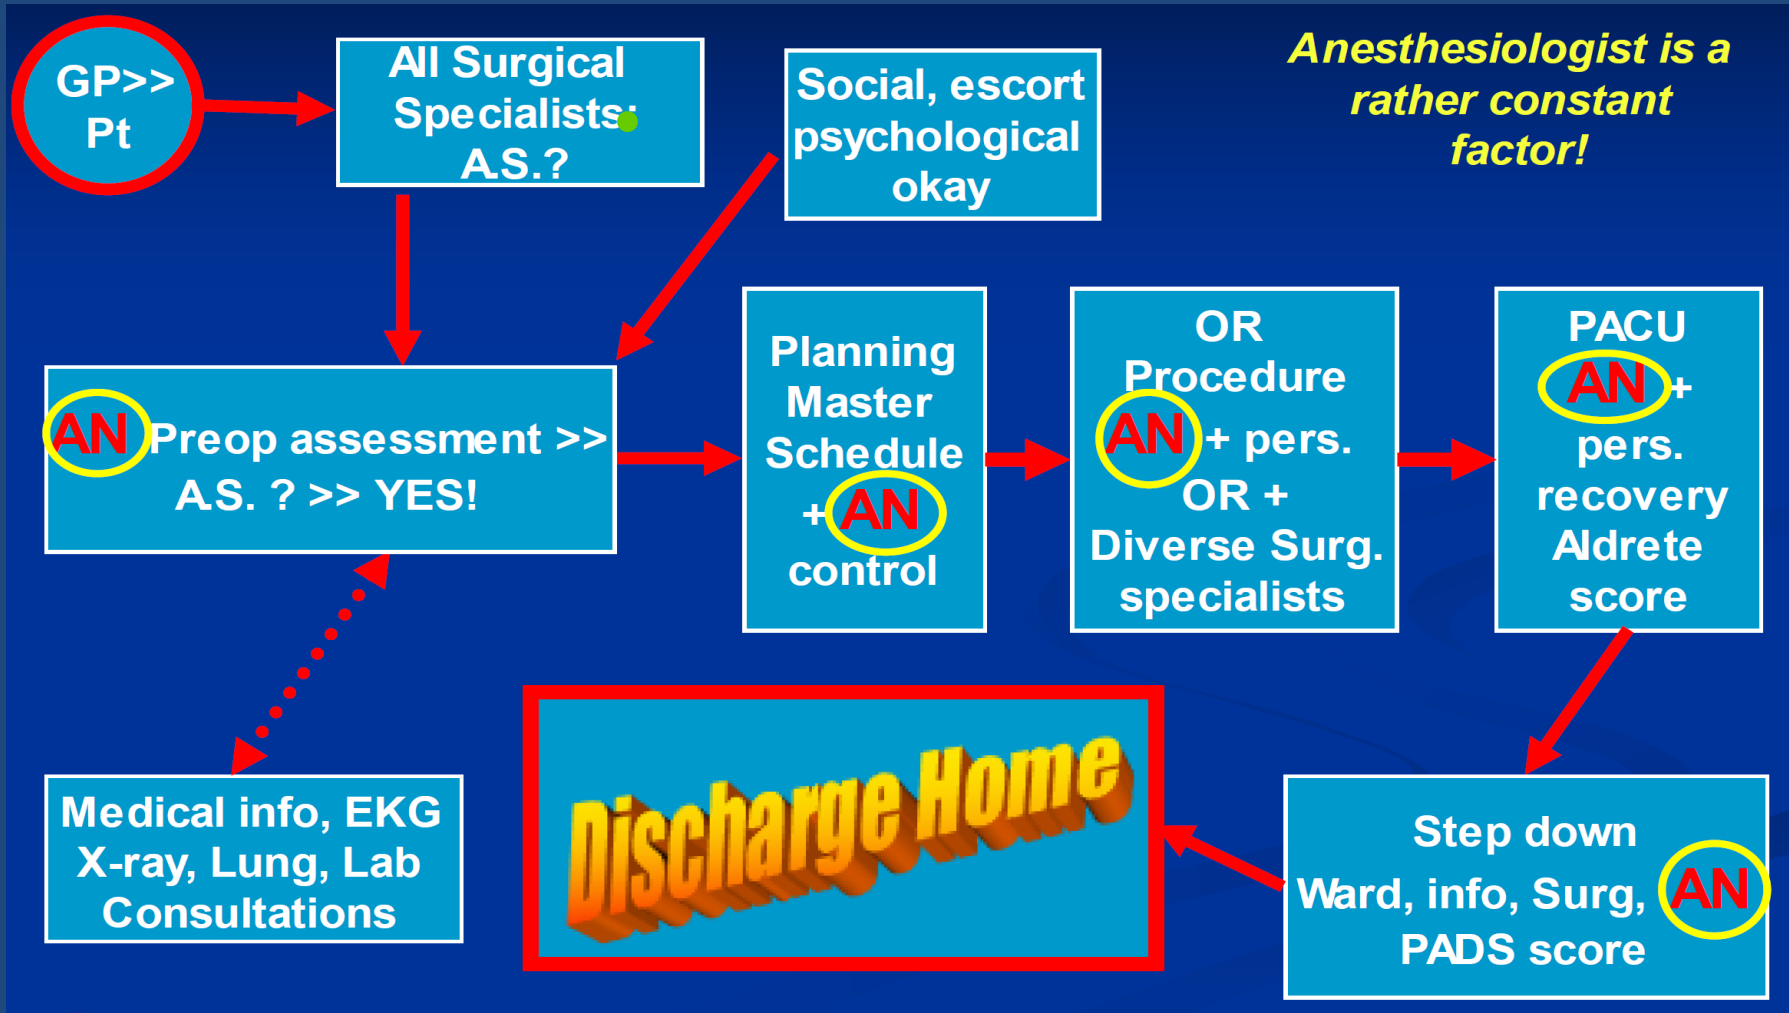 GP>>
Pt
All Surgical
Specialists:
A.S.?
Social, escort
psychological
okay
Anesthesiologist is a
rather constant
factor!
AN Preop assessment >>
A.S. ? >> YES!
Planning
Master
Schedule
+ AN
control
OR
Procedure
AN + pers.
OR +
Diverse Surg.
specialists
PACU
AN +
pers.
recovery
Aldrete
score
Medical info, EKG
X-ray, Lung, Lab
Consultations
Discharge Home
Step down
Ward, info, Surg, AN
PADS score